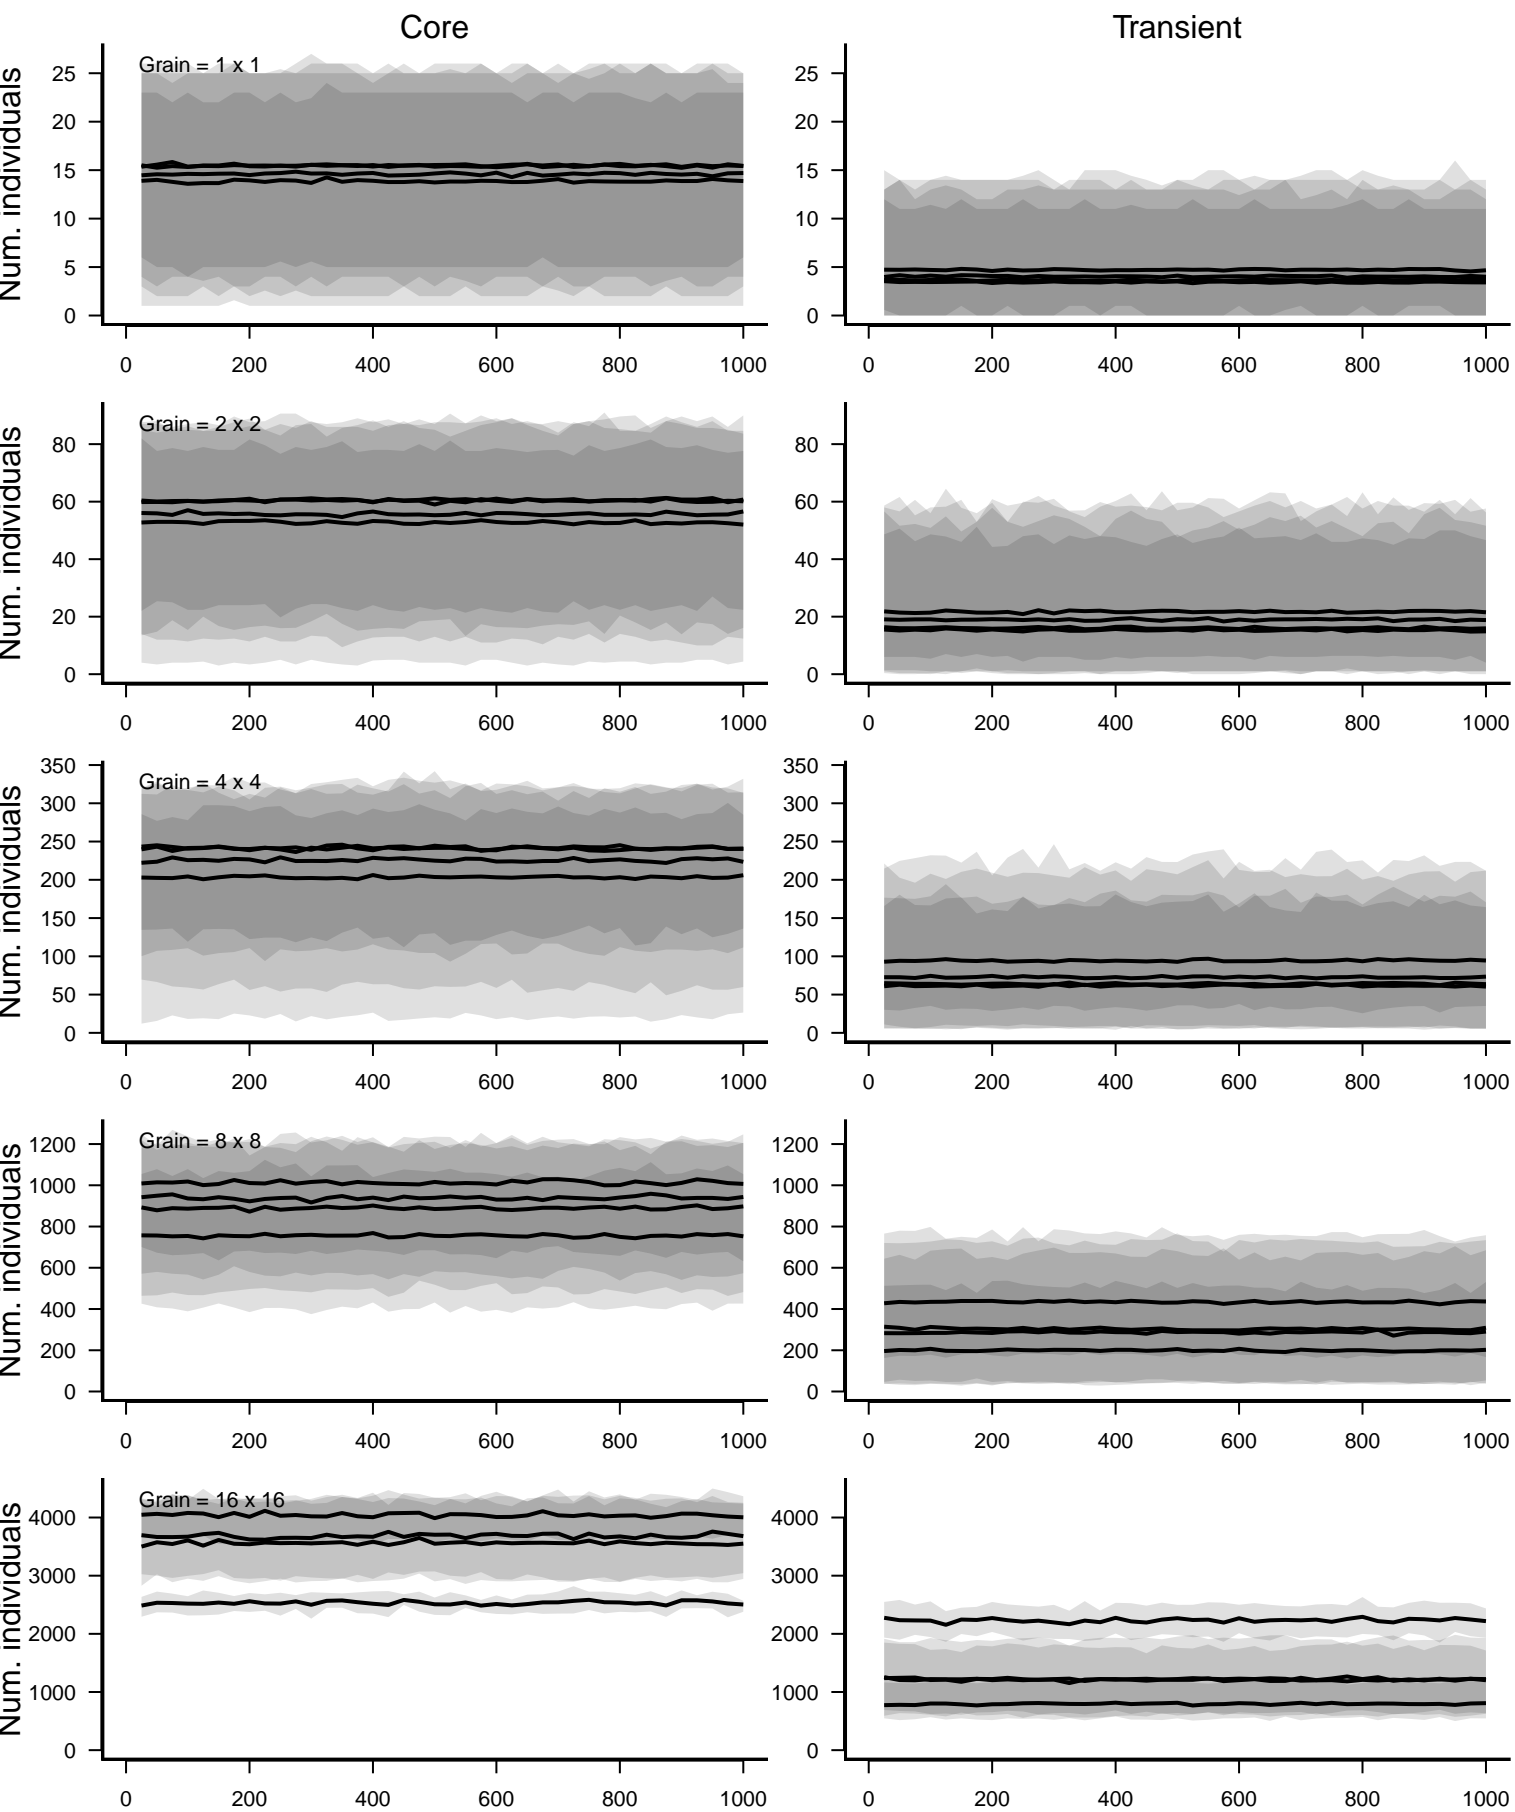 Core Transient
Num. individuals
Grain = 1 x 1
25 20 15 10 5 0
0 200 400 600 800 1000
25 20 15 10 5 0
0 200 400 600 800 1000
Num. individuals
Grain = 2 x 2
80 60 40 20 0
0 200 400 600 800 1000
80 60 40 20 0
0 200 400 600 800 1000
Num. individuals
Grain = 4 x 4
350 300 250 200 150 100 50 0
0 200 400 600 800 1000
350 300 250 200 150 100 50 0
0 200 400 600 800 1000
Num. individuals
Grain = 8 x 8
1200 1000 800 600 400 200 0
0 200 400 600 800 1000
1200 1000 800 600 400 200 0
0 200 400 600 800 1000
Num. individuals
Grain = 16 x 16
4000 3000 2000 1000 0
0 200 400 600 800 1000
4000 3000 2000 1000 0
0 200 400 600 800 1000